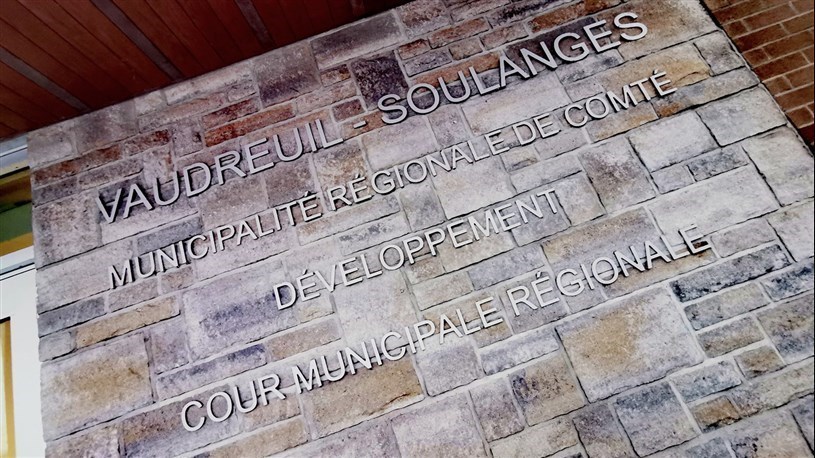 VAUDREUIL - SOULANGES
MUNICIPALITÉ RÉGIONALE DE COMTÉ
DÉVELOPPEMENT
COUR MUNICIPALE RÉGIONALE